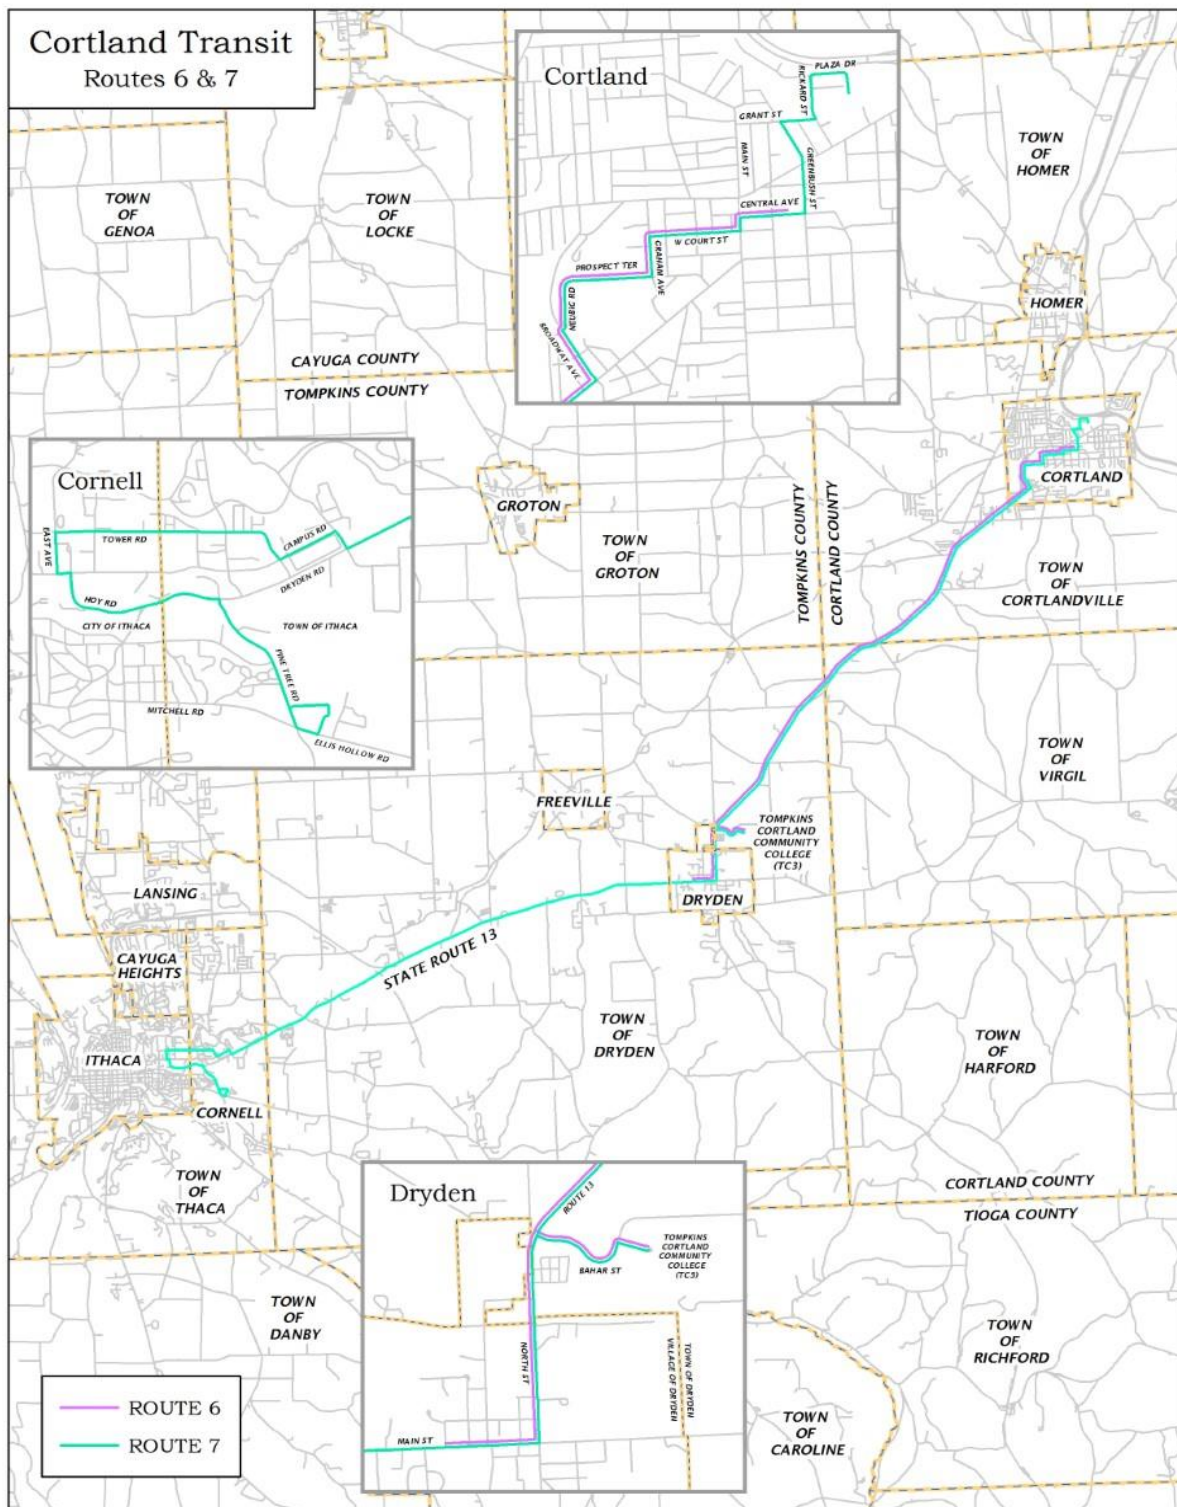 Cortland Transit
Routes 6 & 7
Cortland
PLAZA DR
RICKARD ST
GRANT ST
MAIN ST
GREENBUSH ST
CENTRAL AVE
W COURT ST
GRAHAM AVE
PROSPECT TER
NEUBIG RD
BROADWAY AVE
TOWN
OF
HOMER
TOWN
OF
GENOA
TOWN
OF
LOCKE
HOMER
CAYUGA COUNTY
TOMPKINS COUNTY
Cornell
EAST AVE
TOWER RD
CAMPUS RD
DRYDEN RD
HOY RD
CITY OF ITHACA
TOWN OF ITHACA
PINE TREE RD
MITCHELL RD
ELLIS HOLLOW RD
GROTON
TOWN
OF
GROTON
TOMPKINS COUNTY
CORTLAND COUNTY
CORTLAND
TOWN
OF
CORTLANDVILLE
TOWN
OF
VIRGIL
FREEVILLE
TOMPKINS
CORTLAND
COMMUNITY
COLLEGE
(TC3)
DRYDEN
LANSING
CAYUGA
HEIGHTS
STATE ROUTE 13
ITHACA
CORNELL
TOWN
OF
DRYDEN
TOWN
OF
HARFORD
TOWN
OF
ITHACA
CORTLAND COUNTY
TIOGA COUNTY
Dryden
ROUTE 13
TOMPKINS
CORTLAND
COMMUNITY
COLLEGE
(TC3)
BAHAR ST
NORTH ST
VILLAGE OF DRYDEN
TOWN OF DRYDEN
MAIN ST
TOWN
OF
DANBY
TOWN
OF
RICHFORD
TOWN
OF
CAROLINE
ROUTE 6
ROUTE 7